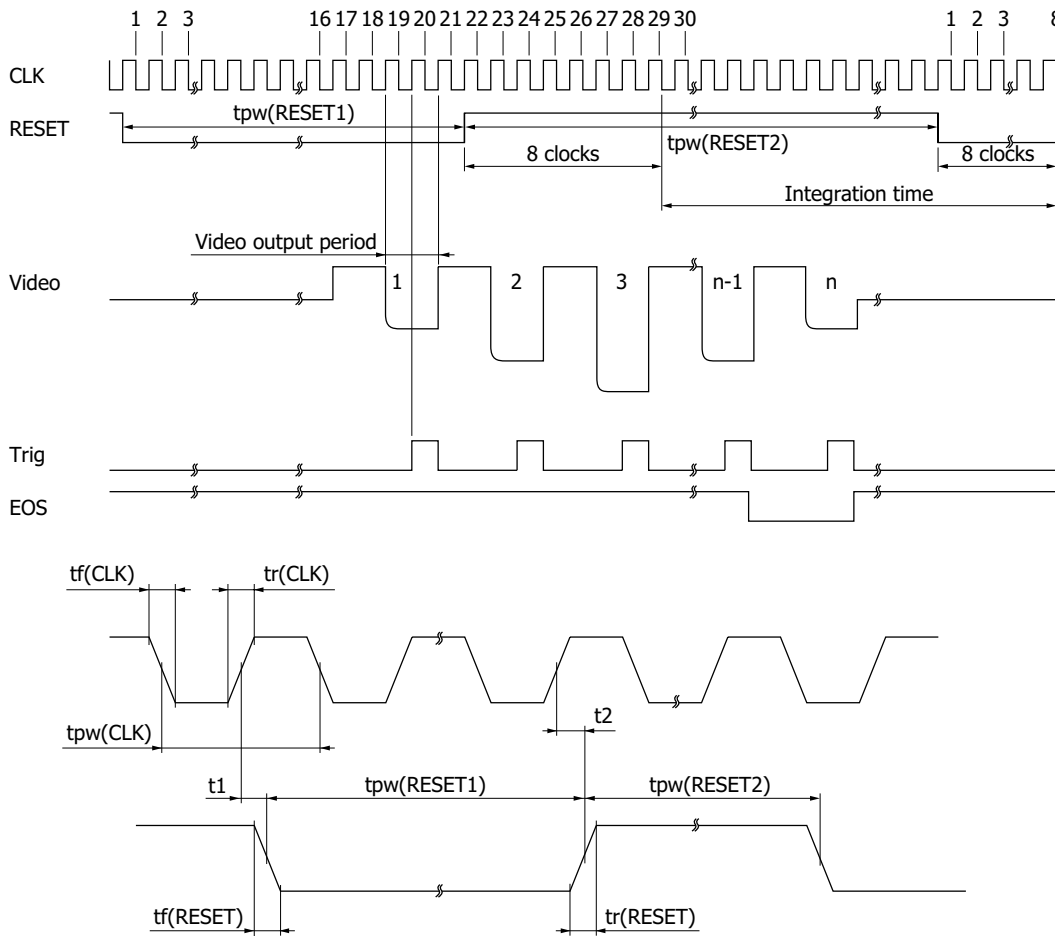 1 2 3 16 17 18 19 20 21 22 23 24 25 26 27 28 29 30 1 2 3 8
CLK
RESET
tpw(RESET1)
tpw(RESET2)
8 clocks
8 clocks
Integration time
Video output period
Video
1 2 3 n-1 n
Trig
EOS
tf(CLK)
tr(CLK)
tpw(CLK)
t2
t1
tpw(RESET1)
tpw(RESET2)
tf(RESET)
tr(RESET)